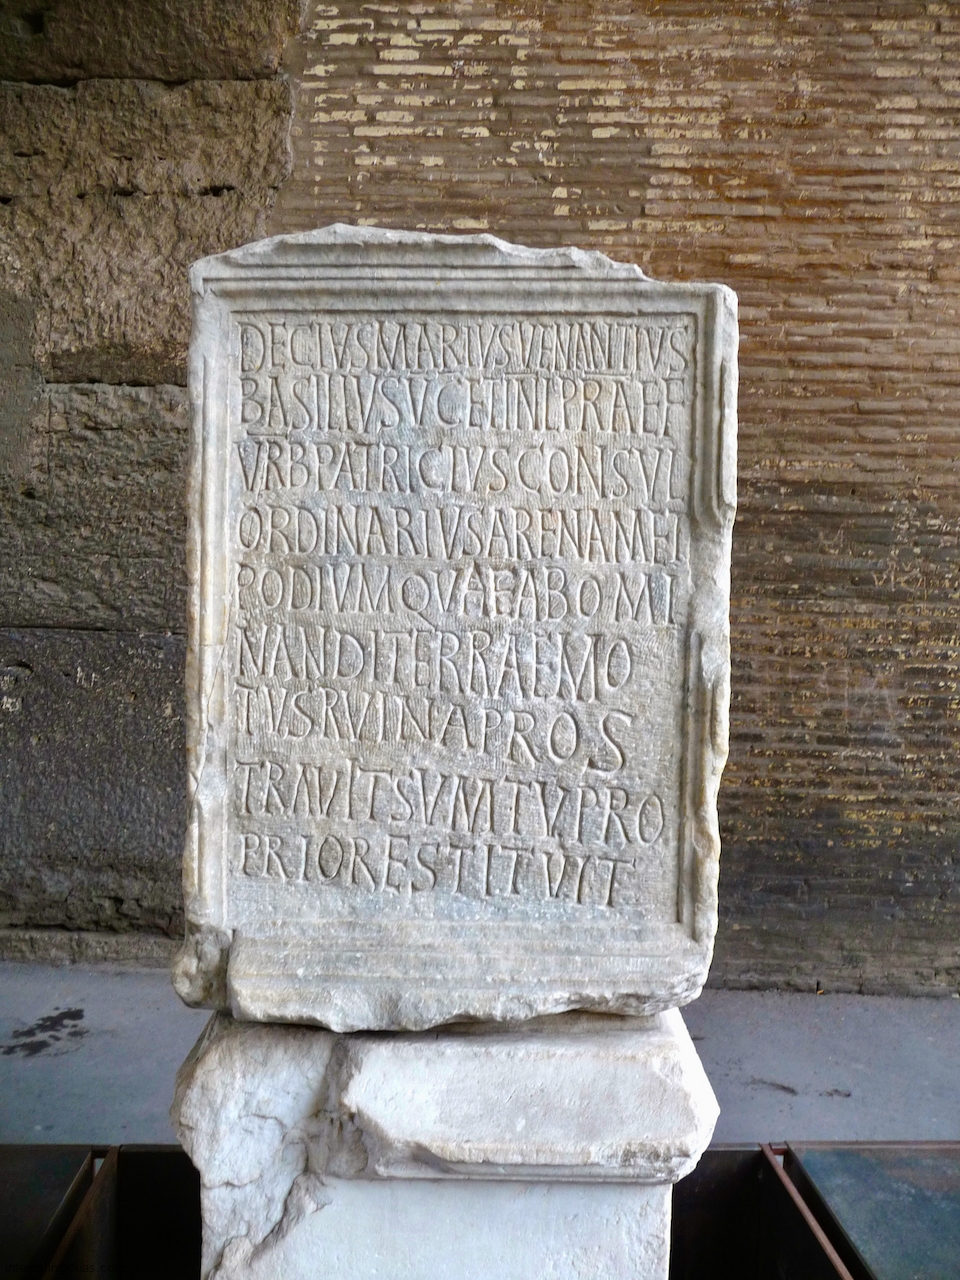 DECIVSMARIVSVENANTIVS
BASILIVSVCETINLPRAEF
VRBPATRICIVSCONSVL
ORDINARIVSARENAMET
PODIVMQVAEABOMI
NANDITERRAEMO
TVSRVINAPROS
TRAVITSVMTVPRO
PRIORESTITVIT